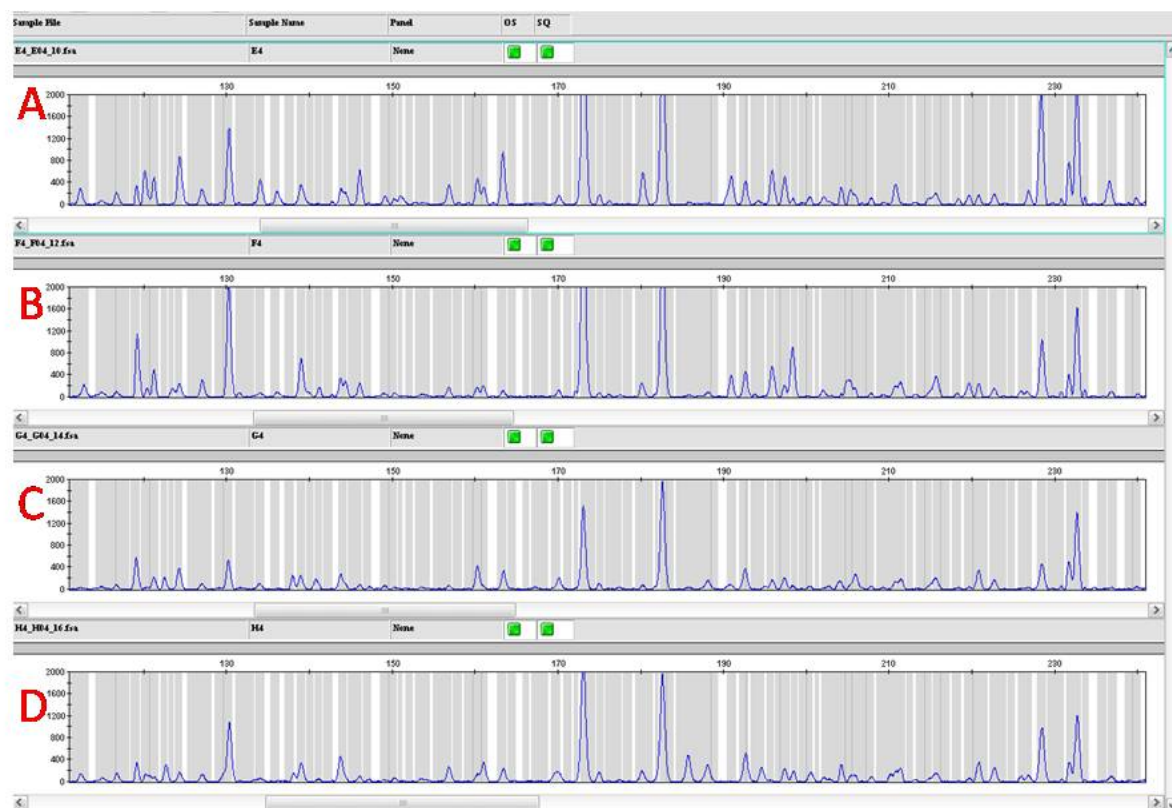 Sample File Sample Name Panel OS SQ
E4_E04_10.fsa E4 None
A
130 150 170 190 210 230
2000
1600
1200
800
400
0
F4_F04_12.fsa F4 None
B
130 150 170 190 210 230
2000
1600
1200
800
400
0
G4_G04_14.fsa G4 None
C
130 150 170 190 210 230
2000
1600
1200
800
400
0
H4_H04_16.fsa H4 None
D
130 150 170 190 210 230
2000
1600
1200
800
400
0